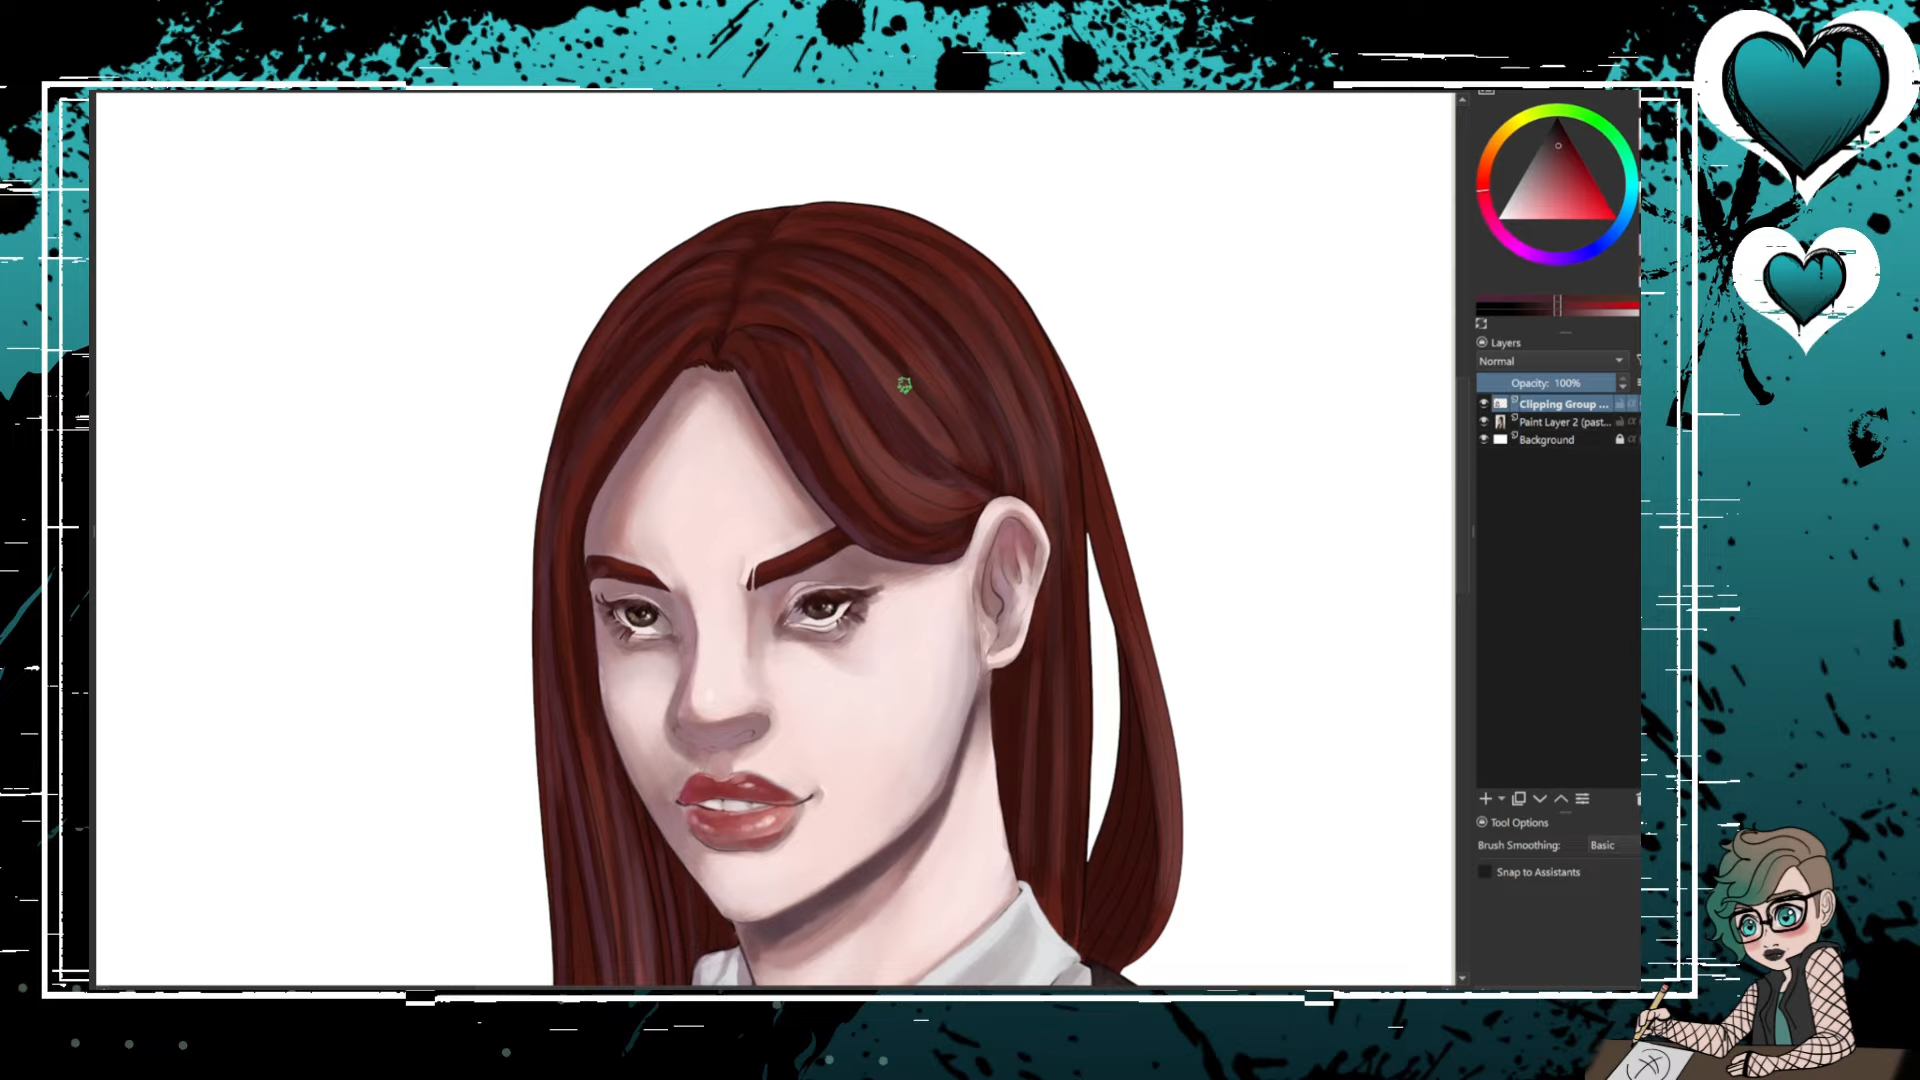 Layers
Normal
Opacity: 100%
Clipping Group ...
Paint Layer 2 (past...
Background
Tool Options
Brush Smoothing:
Basic
Snap to Assistants